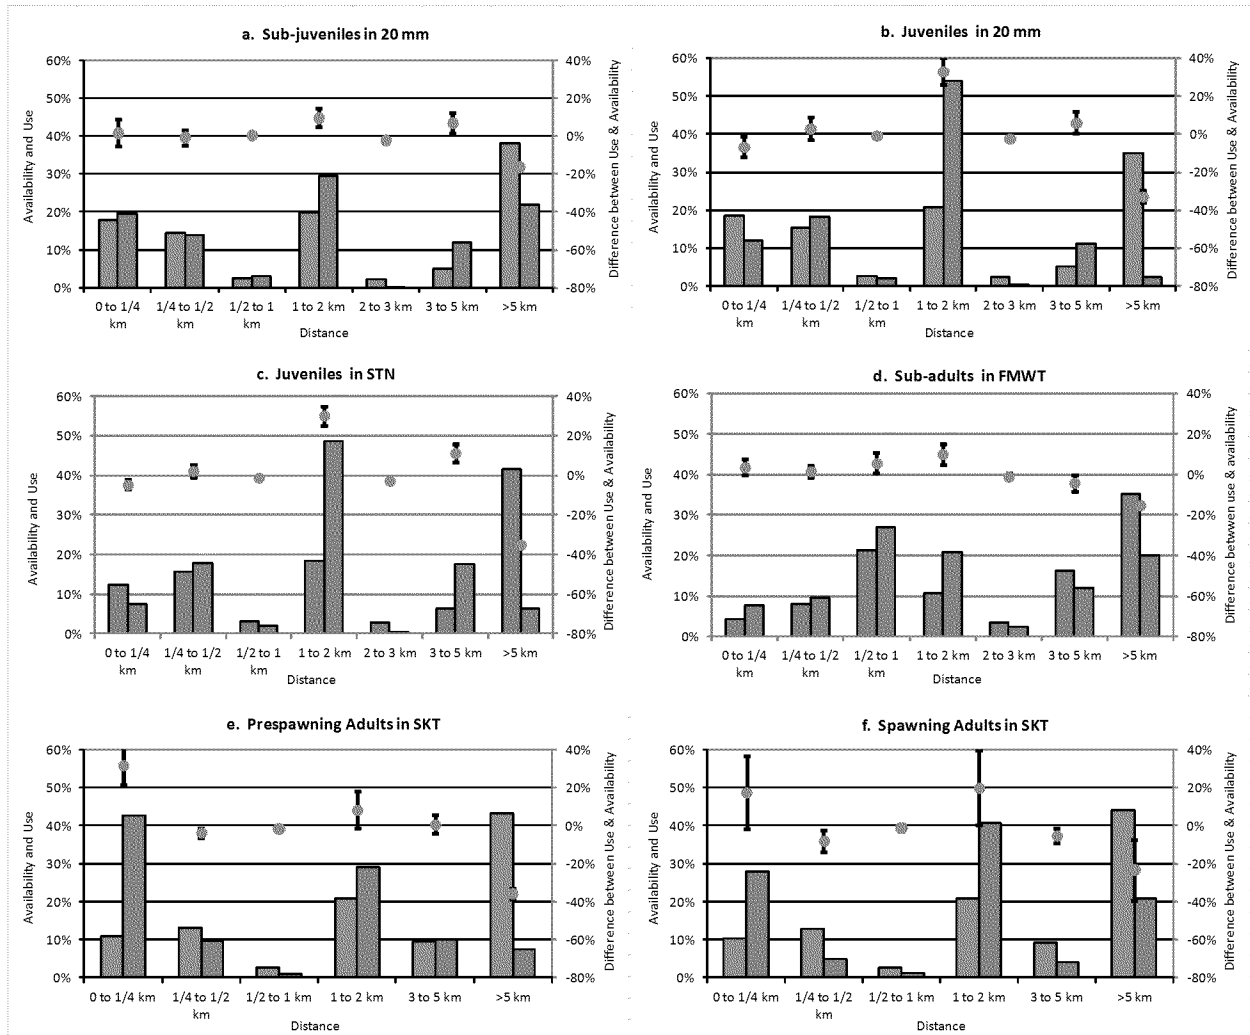 a. Sub-juveniles in 20 mm
60%
50%
40%
30%
20%
10%
0%
40%
20%
0%
-20%
-40%
-60%
-80%
Availability and Use
Difference between Use & Availability
0 to 1/4 km
1/4 to 1/2 km
1/2 to 1 km
1 to 2 km
2 to 3 km
3 to 5 km
>5 km
Distance
b. Juveniles in 20 mm
60%
50%
40%
30%
20%
10%
0%
40%
20%
0%
-20%
-40%
-60%
-80%
Availability and Use
Difference between Use & Availability
0 to 1/4 km
1/4 to 1/2 km
1/2 to 1 km
1 to 2 km
2 to 3 km
3 to 5 km
>5 km
Distance
c. Juveniles in STN
60%
50%
40%
30%
20%
10%
0%
40%
20%
0%
-20%
-40%
-60%
-80%
Availability and Use
Difference between Use & Availability
0 to 1/4 km
1/4 to 1/2 km
1/2 to 1 km
1 to 2 km
2 to 3 km
3 to 5 km
>5 km
Distance
d. Sub-adults in FMWT
60%
50%
40%
30%
20%
10%
0%
40%
20%
0%
-20%
-40%
-60%
-80%
Availability and Use
Difference betwwen use & availability
0 to 1/4 km
1/4 to 1/2 km
1/2 to 1 km
1 to 2 km
2 to 3 km
3 to 5 km
>5 km
Distance
e. Prespawning Adults in SKT
60%
50%
40%
30%
20%
10%
0%
40%
20%
0%
-20%
-40%
-60%
-80%
Availability and Use
Difference between Use & Availability
0 to 1/4 km
1/4 to 1/2 km
1/2 to 1 km
1 to 2 km
3 to 5 km
>5 km
Distance
f. Spawning Adults in SKT
60%
50%
40%
30%
20%
10%
0%
40%
20%
0%
-20%
-40%
-60%
-80%
Availability and Use
Difference between Use & Availability
0 to 1/4 km
1/4 to 1/2 km
1/2 to 1 km
1 to 2 km
3 to 5 km
>5 km
Distance